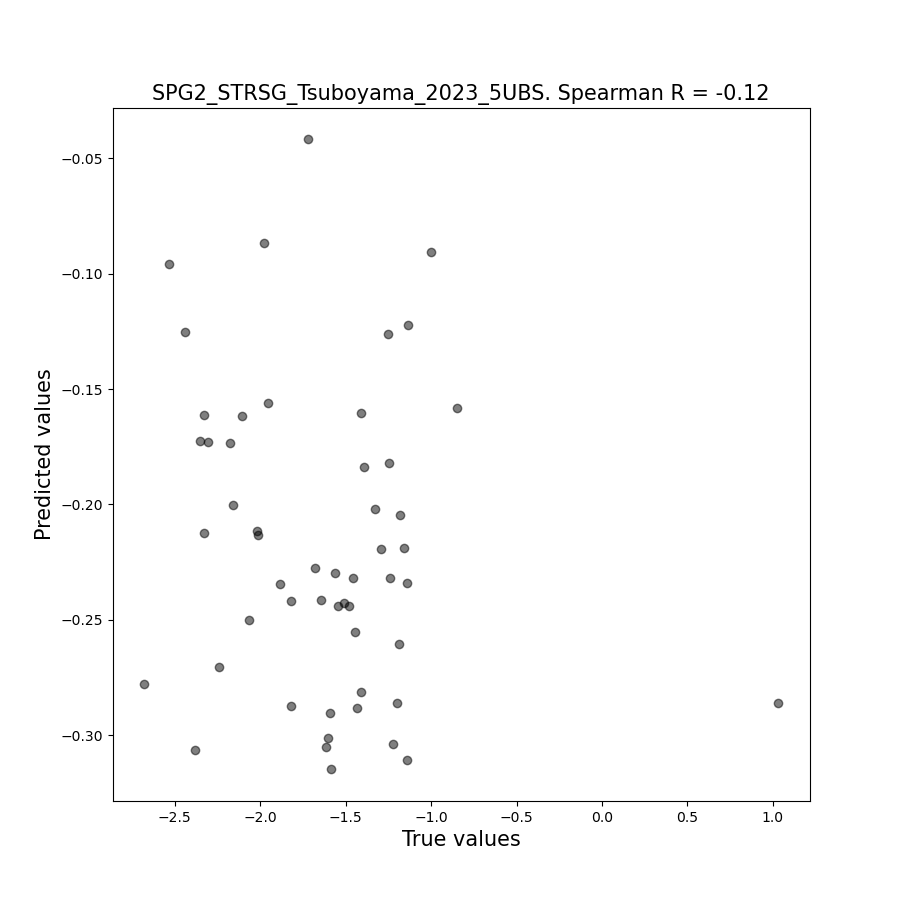 SPG2_STRSG_Tsuboyama_2023_5UBS. Spearman R = -0.12
−0.05
−0.10
−0.15
−0.20
−0.25
−0.30
Predicted values
−2.5 −2.0 −1.5 −1.0 −0.5 0.0 0.5 1.0
True values